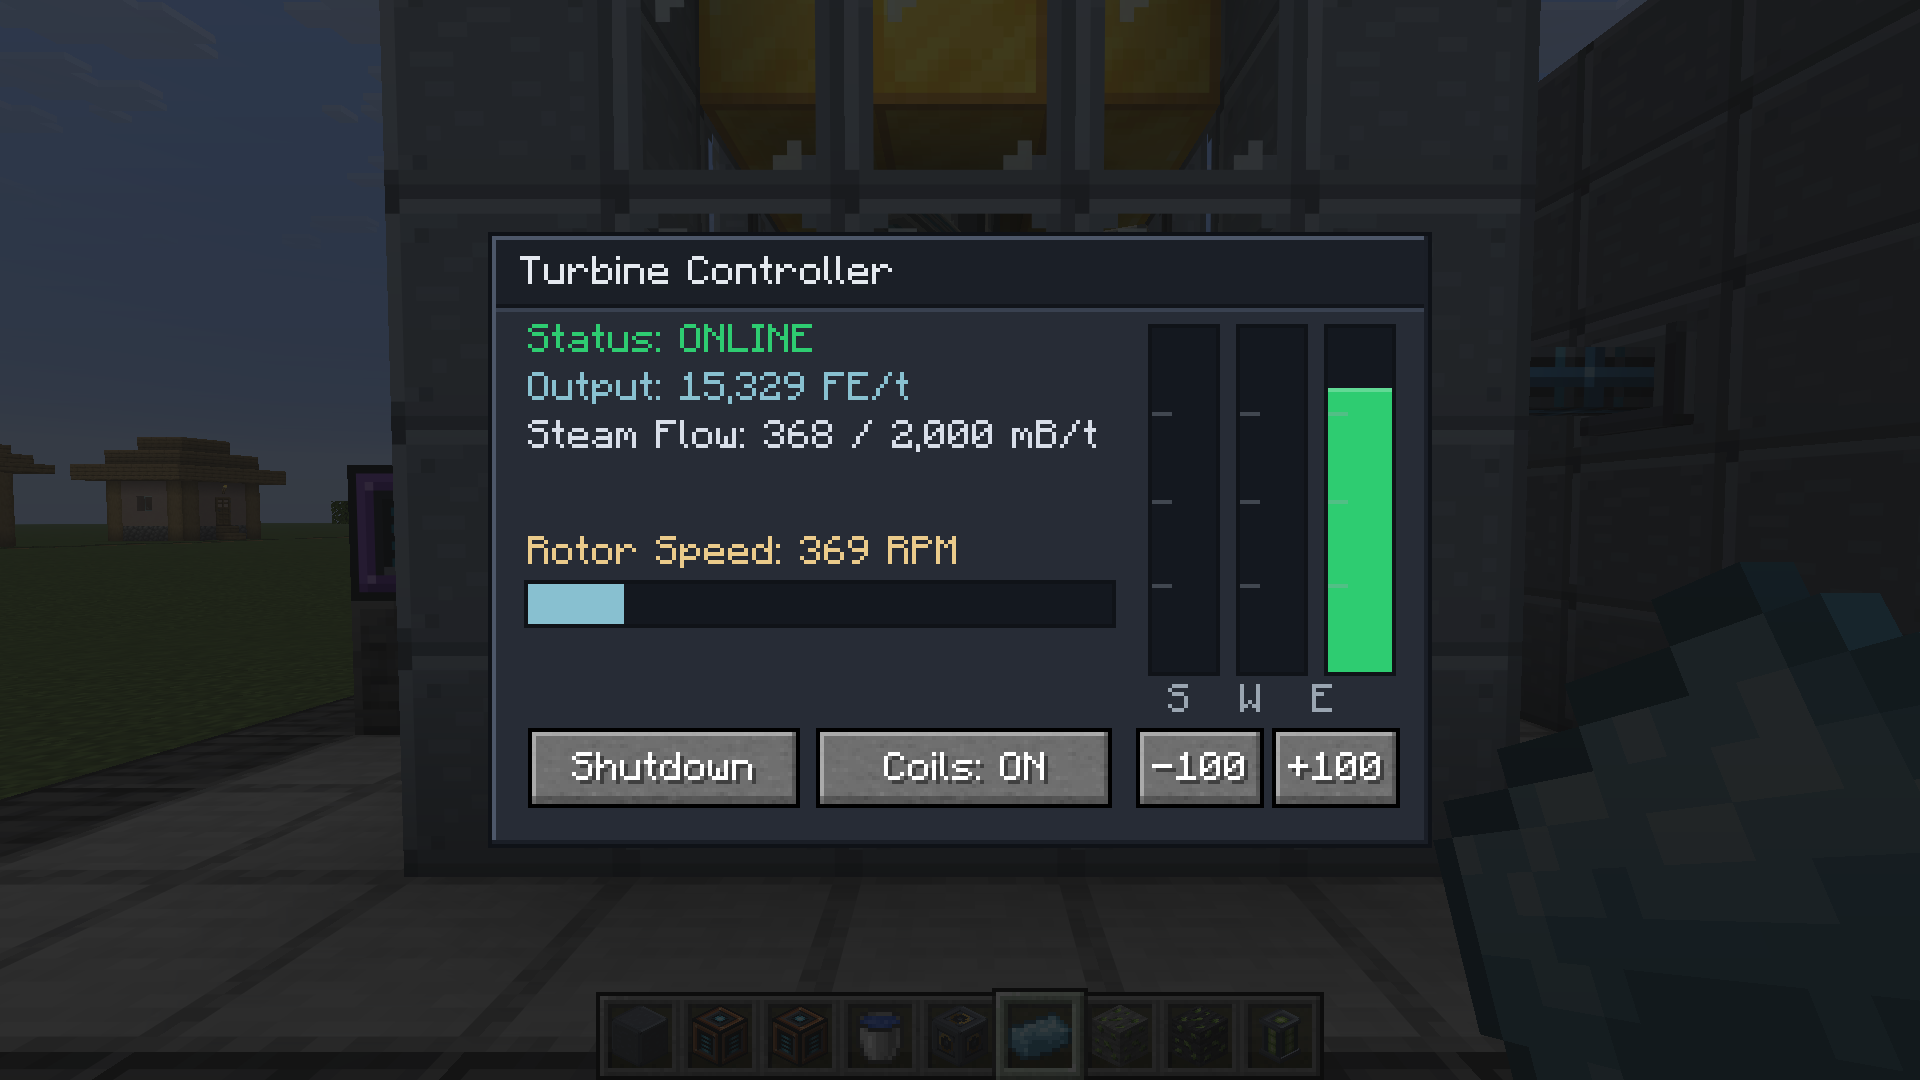 Turbine Controller
Status: ONLINE
Output: 15,329 FE/t
Steam Flow: 368 / 2,000 mB/t
Rotor Speed: 369 RPM
S W E
Shutdown Coils: ON -100 +100